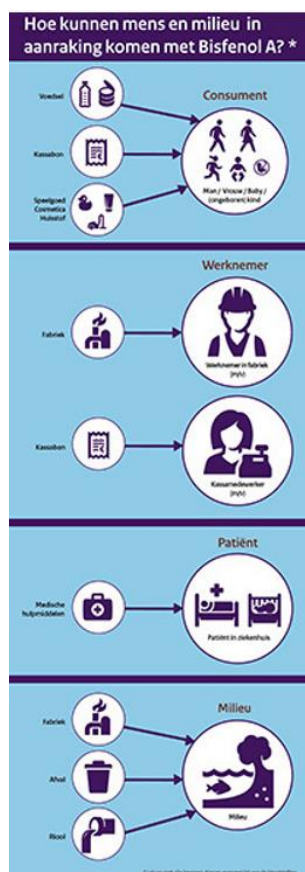 Hoe kunnen mens en milieu in
aanraking komen met Bisfenol A? *
Consument
Voedsel
Kassabon
Speelgoed
Cosmetica
Huisstof
Man / Vrouw / Baby /
(ongeboren) kind
Werknemer
Fabriek
Werknemer in fabriek
(m/v)
Kassabon
Kassamedewerker
(m/v)
Patiënt
Medische
hulpmiddelen
Patiënt in ziekenhuis
Milieu
Fabriek
Afval
Riool
Milieu